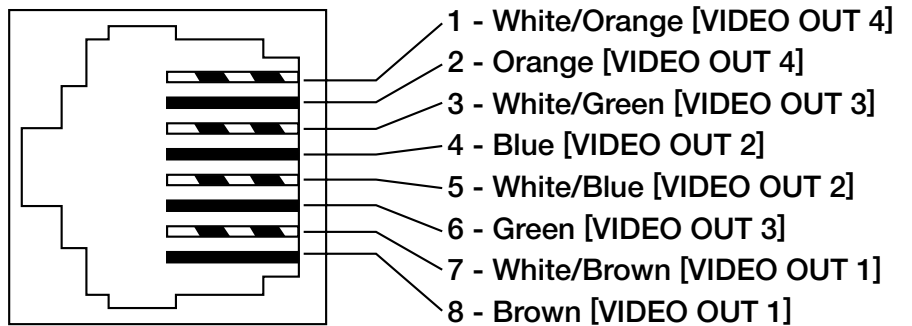 1 - White/Orange [VIDEO OUT 4]
2 - Orange [VIDEO OUT 4]
3 - White/Green [VIDEO OUT 3]
4 - Blue [VIDEO OUT 2]
5 - White/Blue [VIDEO OUT 2]
6 - Green [VIDEO OUT 3]
7 - White/Brown [VIDEO OUT 1]
8 - Brown [VIDEO OUT 1]